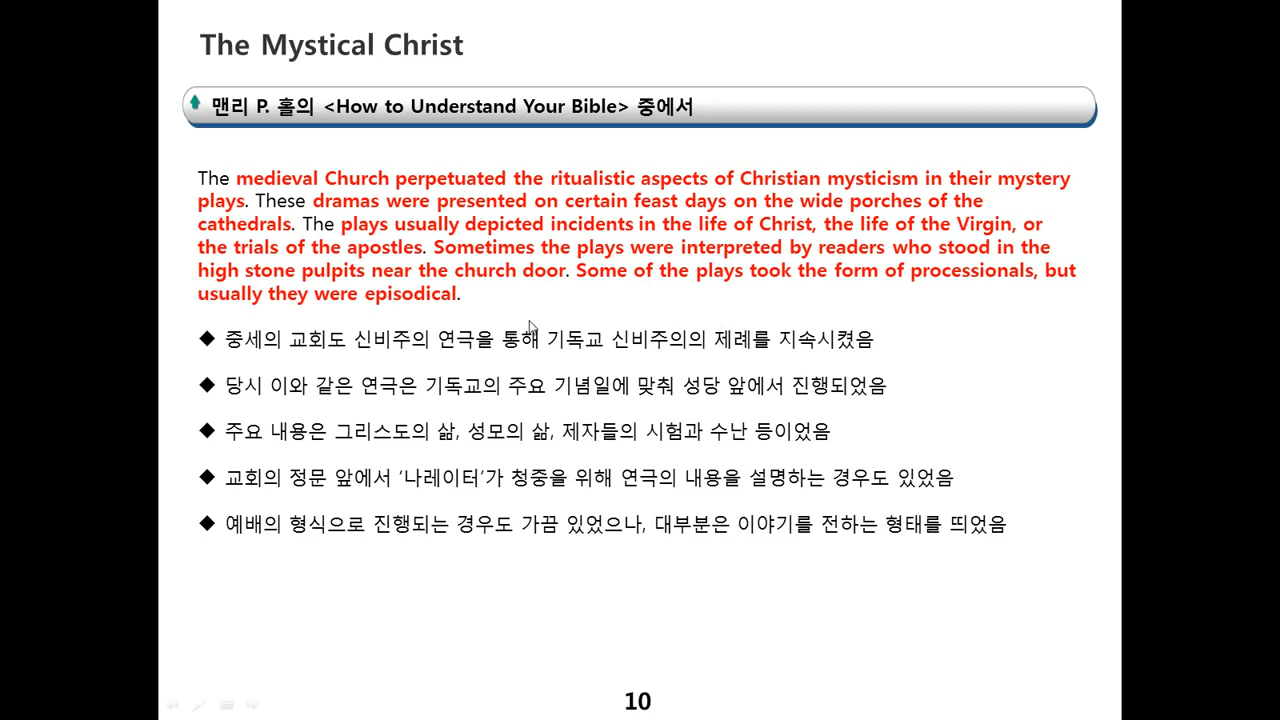 The Mystical Christ
맨리 P. 홀의 <How to Understand Your Bible> 중에서
The medieval Church perpetuated the ritualistic aspects of Christian mysticism in their mystery
plays. These dramas were presented on certain feast days on the wide porches of the
cathedrals. The plays usually depicted incidents in the life of Christ, the life of the Virgin, or
the trials of the apostles. Sometimes the plays were interpreted by readers who stood in the
high stone pulpits near the church door. Some of the plays took the form of processionals, but
usually they were episodical.
◆ 중세의 교회도 신비주의 연극을 통해 기독교 신비주의의 제례를 지속시켰음
◆ 당시 이와 같은 연극은 기독교의 주요 기념일에 맞춰 성당 앞에서 진행되었음
◆ 주요 내용은 그리스도의 삶, 성모의 삶, 제자들의 시험과 수난 등이었음
◆ 교회의 정문 앞에서 ‘나레이터’가 청중을 위해 연극의 내용을 설명하는 경우도 있었음
◆ 예배의 형식으로 진행되는 경우도 가끔 있었으나, 대부분은 이야기를 전하는 형태를 띄었음
10